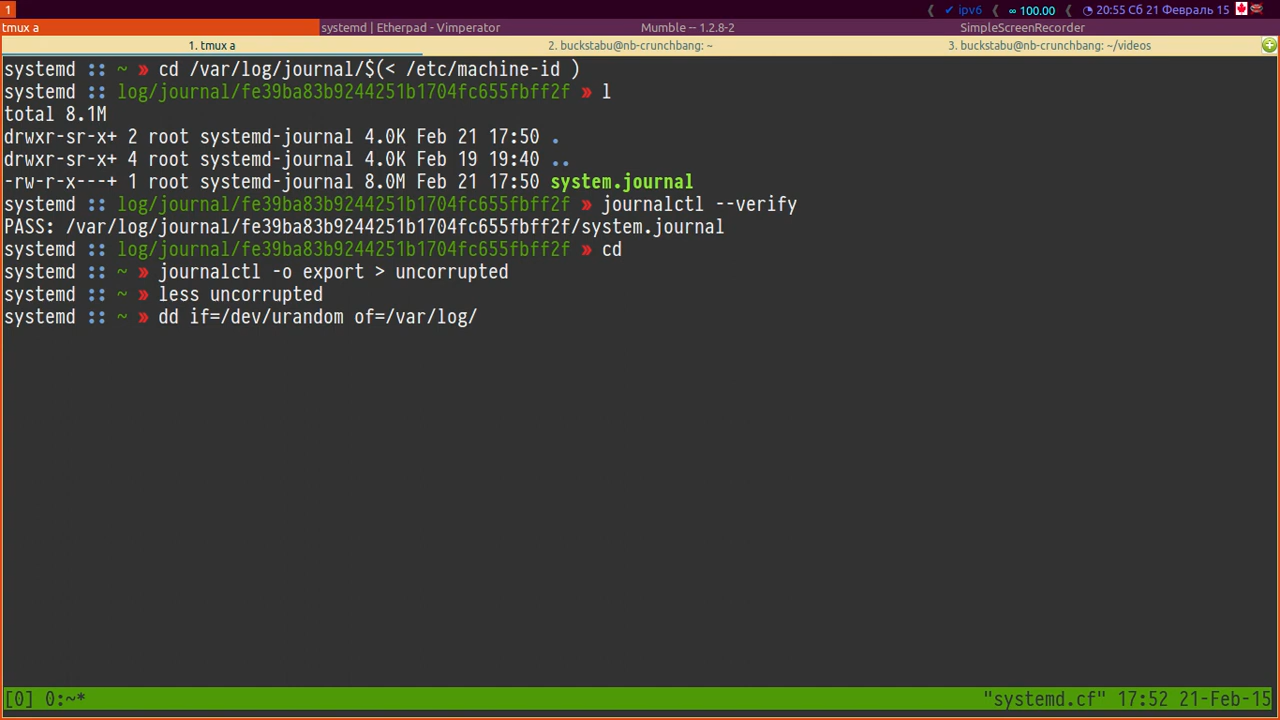 1
❬ ✔ ipv6 ❬ ∞ 100.00 ❬ ◔ 20:55 Сб 21 Февраль 15
tmux a systemd | Etherpad - Vimperator Mumble -- 1.2.8-2 SimpleScreenRecorder
1. tmux a 2. buckstabu@nb-crunchbang: ~ 3. buckstabu@nb-crunchbang: ~/videos
systemd :: ~ » cd /var/log/journal/$(< /etc/machine-id )
systemd :: log/journal/fe39ba83b9244251b1704fc655fbff2f » l
total 8.1M
drwxr-sr-x+ 2 root systemd-journal 4.0K Feb 21 17:50 .
drwxr-sr-x+ 4 root systemd-journal 4.0K Feb 19 19:40 ..
-rw-r-x---+ 1 root systemd-journal 8.0M Feb 21 17:50 system.journal
systemd :: log/journal/fe39ba83b9244251b1704fc655fbff2f » journalctl --verify
PASS: /var/log/journal/fe39ba83b9244251b1704fc655fbff2f/system.journal
systemd :: log/journal/fe39ba83b9244251b1704fc655fbff2f » cd
systemd :: ~ » journalctl -o export > uncorrupted
systemd :: ~ » less uncorrupted
systemd :: ~ » dd if=/dev/urandom of=/var/log/
[0] 0:~* "systemd.cf" 17:52 21-Feb-15